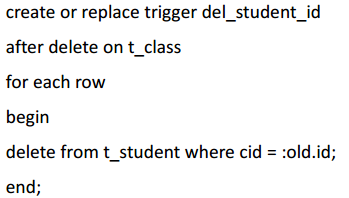 create or replace trigger del_student_id
after delete on t_class
for each row
begin
delete from t_student where cid = :old.id;
end;